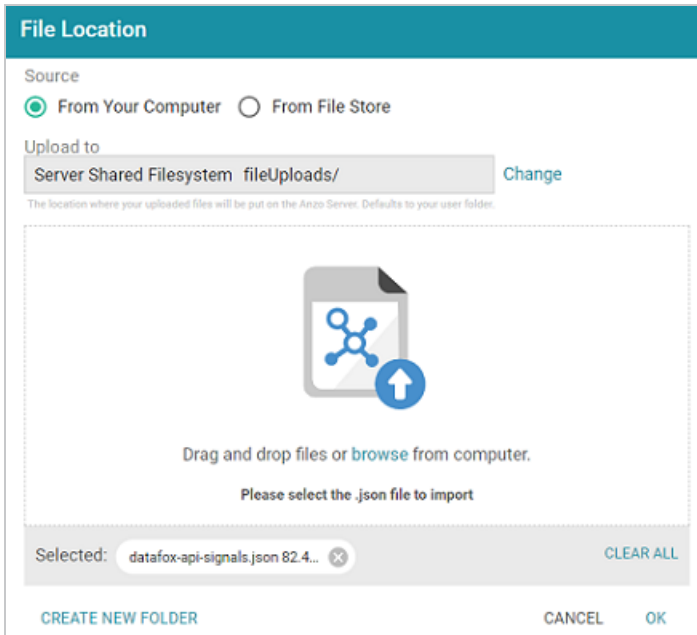 File Location
Source
From Your Computer From File Store
Upload to
Server Shared Filesystem fileUploads/ Change
The location where your uploaded files will be put on the Anzo Server. Defaults to your user folder.
Drag and drop files or browse from computer.
Please select the .json file to import
Selected: datafox-api-signals.json 82.4... CLEAR ALL
CREATE NEW FOLDER CANCEL OK